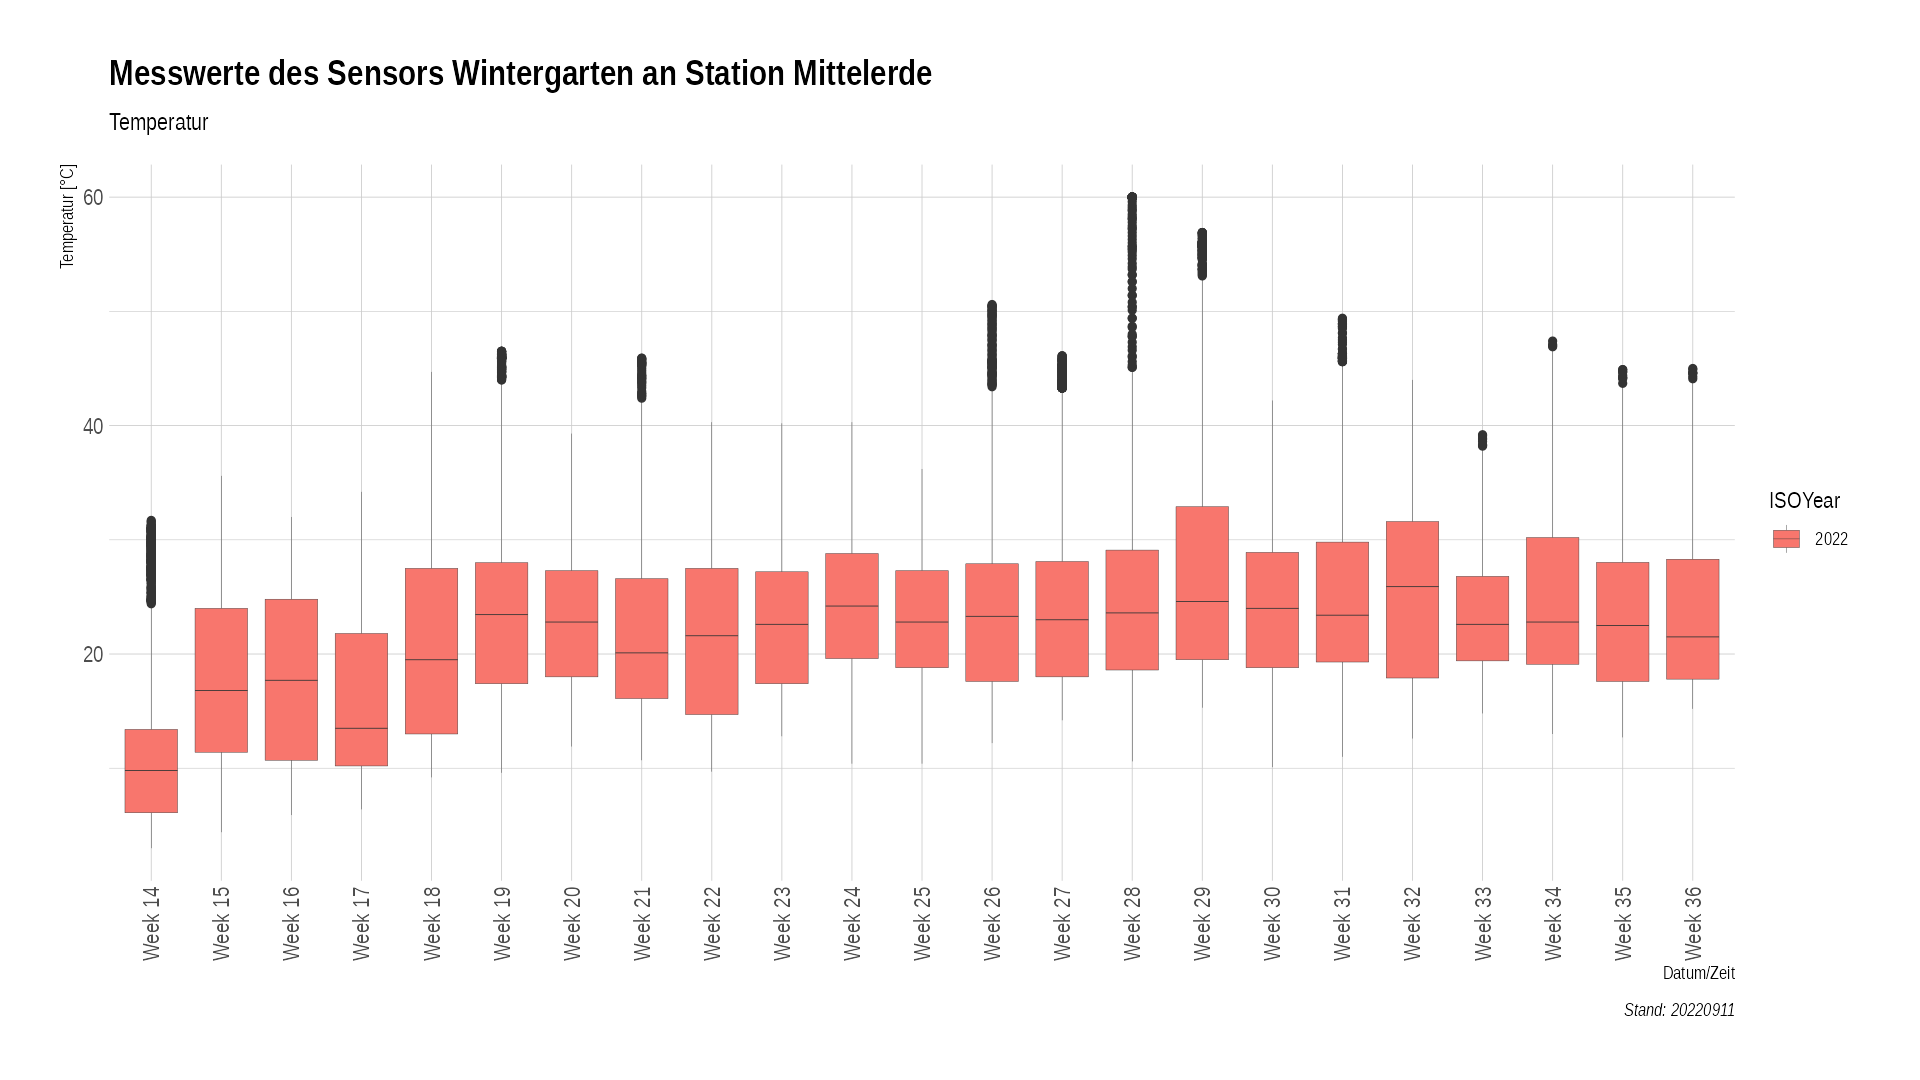 Messwerte des Sensors Wintergarten an Station Mittelerde
Temperatur
Temperatur [°C]
60
40
20
Week 14
Week 15
Week 16
Week 17
Week 18
Week 19
Week 20
Week 21
Week 22
Week 23
Week 24
Week 25
Week 26
Week 27
Week 28
Week 29
Week 30
Week 31
Week 32
Week 33
Week 34
Week 35
Week 36
Datum/Zeit
ISOYear
2022
Stand: 20220911